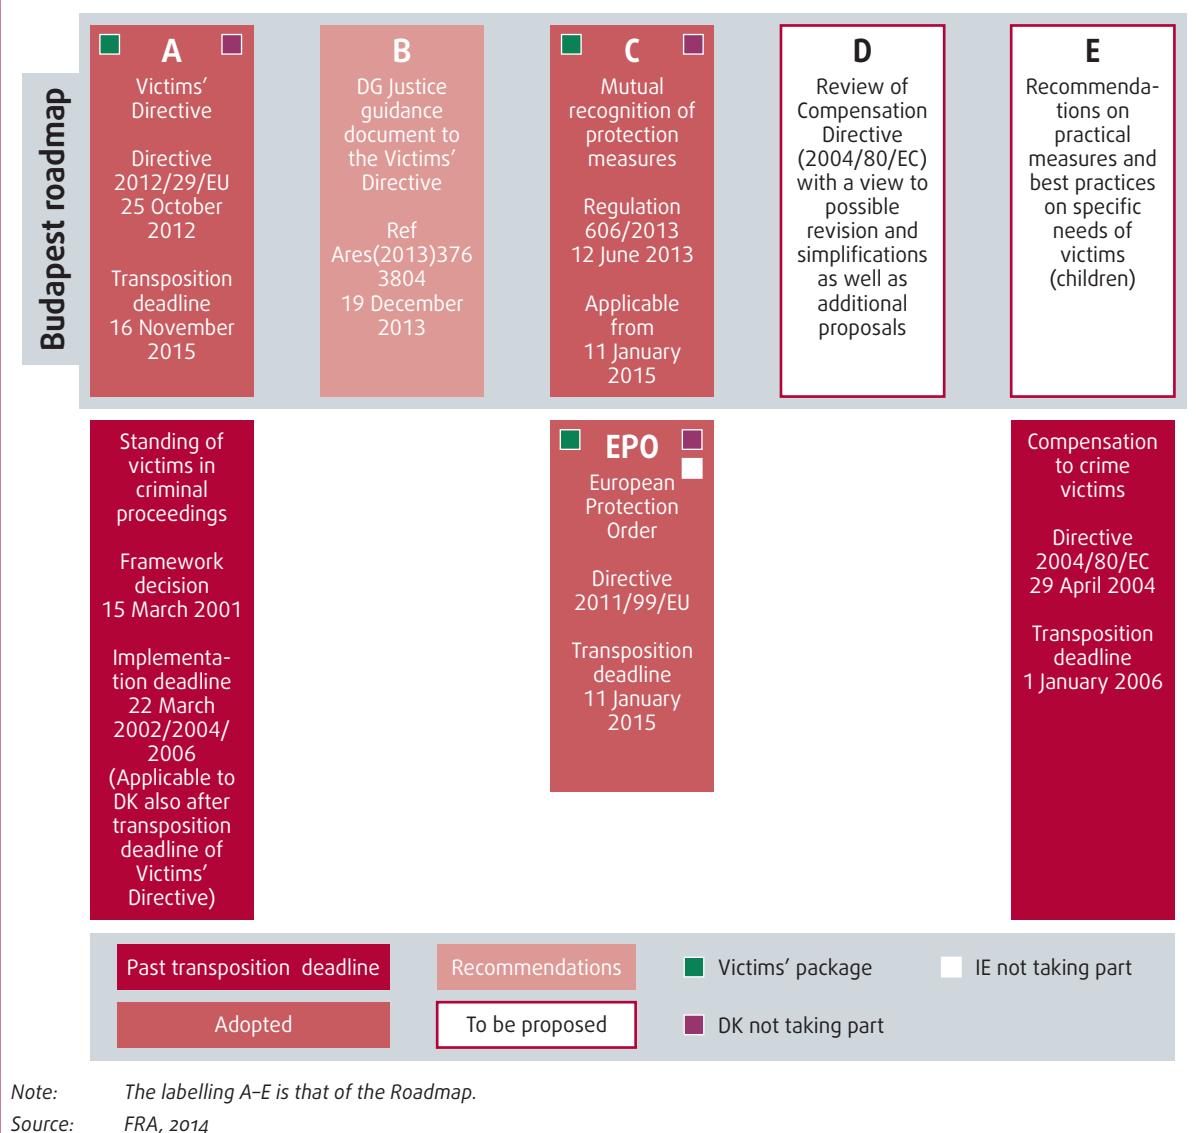 Budapest roadmap
A
Victims'
Directive
Directive
2012/29/EU
25 October
2012
Transposition
deadline
16 November
2015
B
DG Justice
guidance
document to
the Victims'
Directive
Ref
Ares(2013)376
3804
19 December
2013
C
Mutual
recognition of
protection
measures
Regulation
606/2013
12 June 2013
Applicable
from
11 January
2015
D
Review of
Compensation
Directive
(2004/80/EC)
with a view to
possible
revision and
simplifications
as well as
additional
proposals
E
Recommenda-
tions on
practical
measures and
best practices
on specific
needs of
victims
(children)
Standing of
victims in
criminal
proceedings
Framework
decision
15 March 2001
Implementa-
tion deadline
22 March
2002/2004/
2006
(Applicable to
DK also after
transposition
deadline of
Victims'
Directive)
EPO
European
Protection
Order
Directive
2011/99/EU
Transposition
deadline
11 January
2015
Compensation
to crime
victims
Directive
2004/80/EC
29 April 2004
Transposition
deadline
1 January 2006
Past transposition deadline
Recommendations
Victims' package
IE not taking part
Adopted
To be proposed
DK not taking part
Note: The labelling A–E is that of the Roadmap.
Source: FRA, 2014